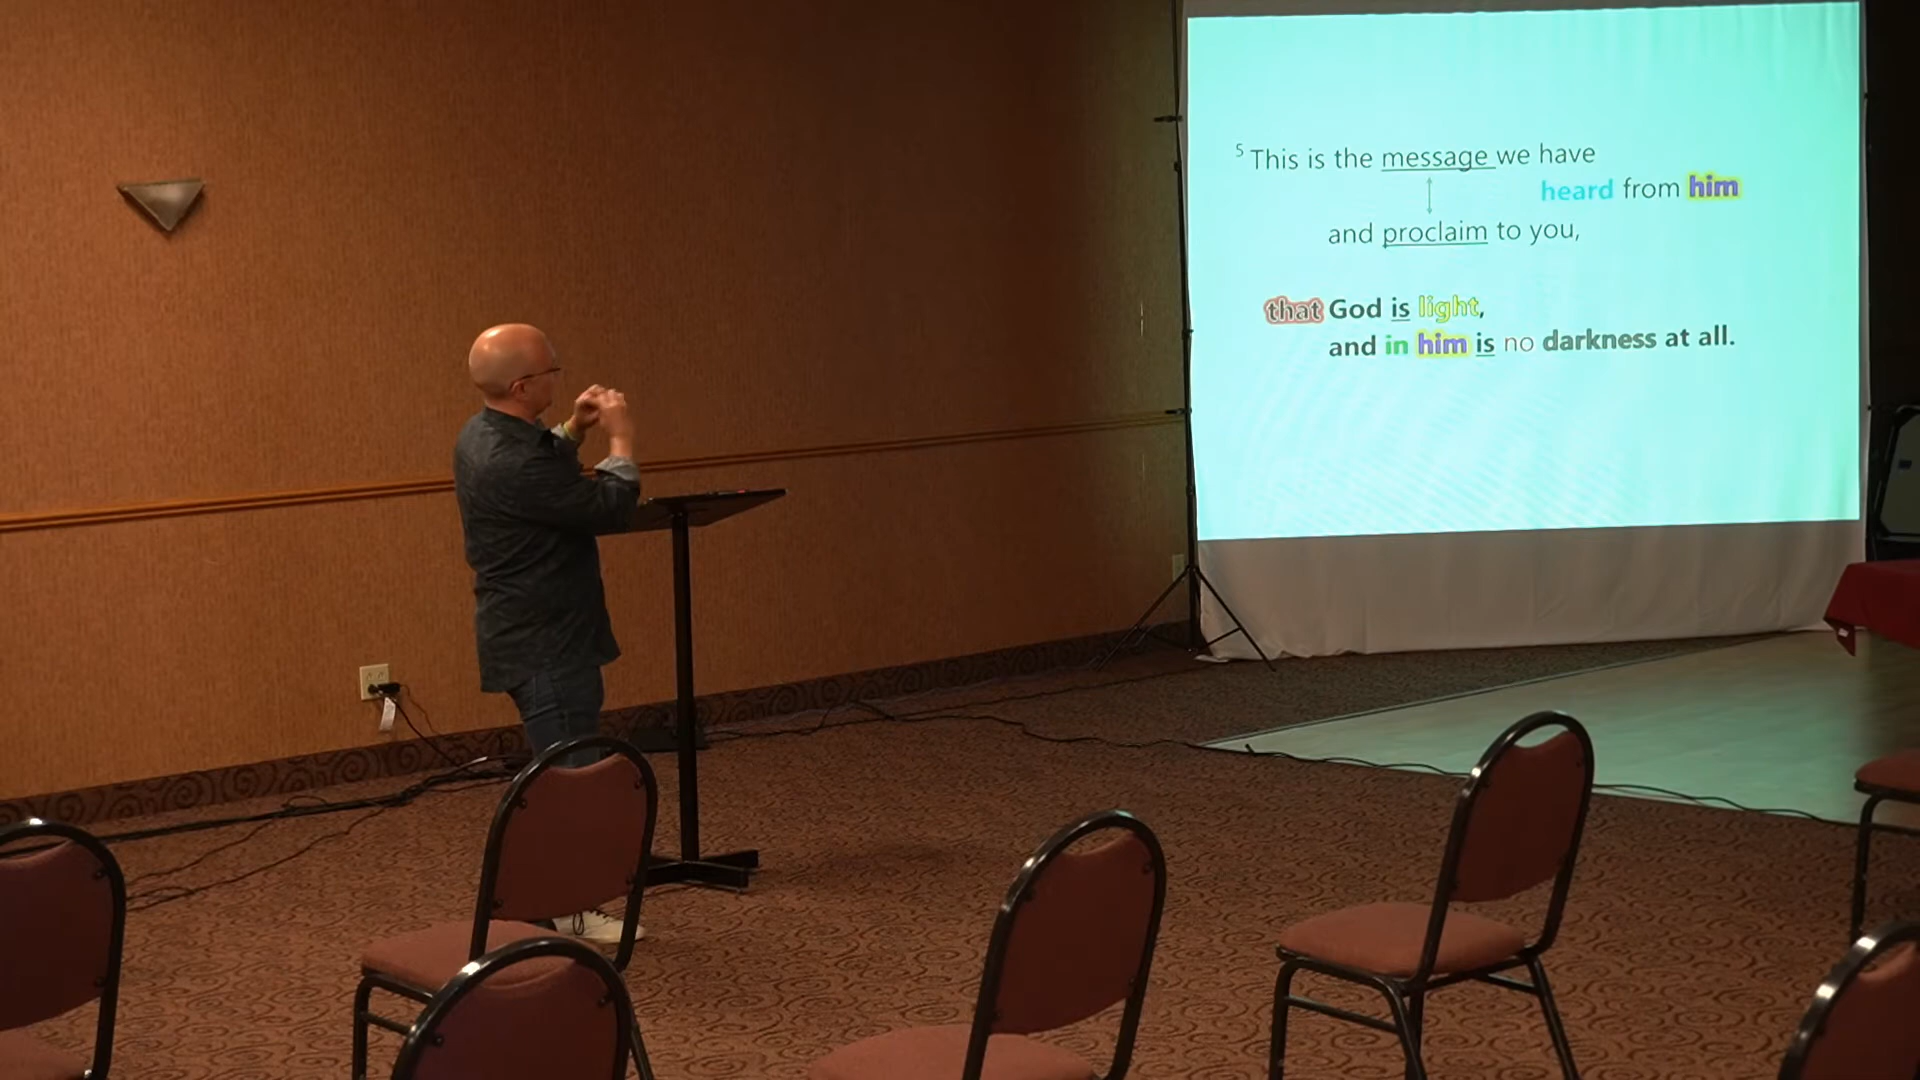 5 This is the message we have
heard from him
and proclaim to you,
that God is light,
and in him is no darkness at all.